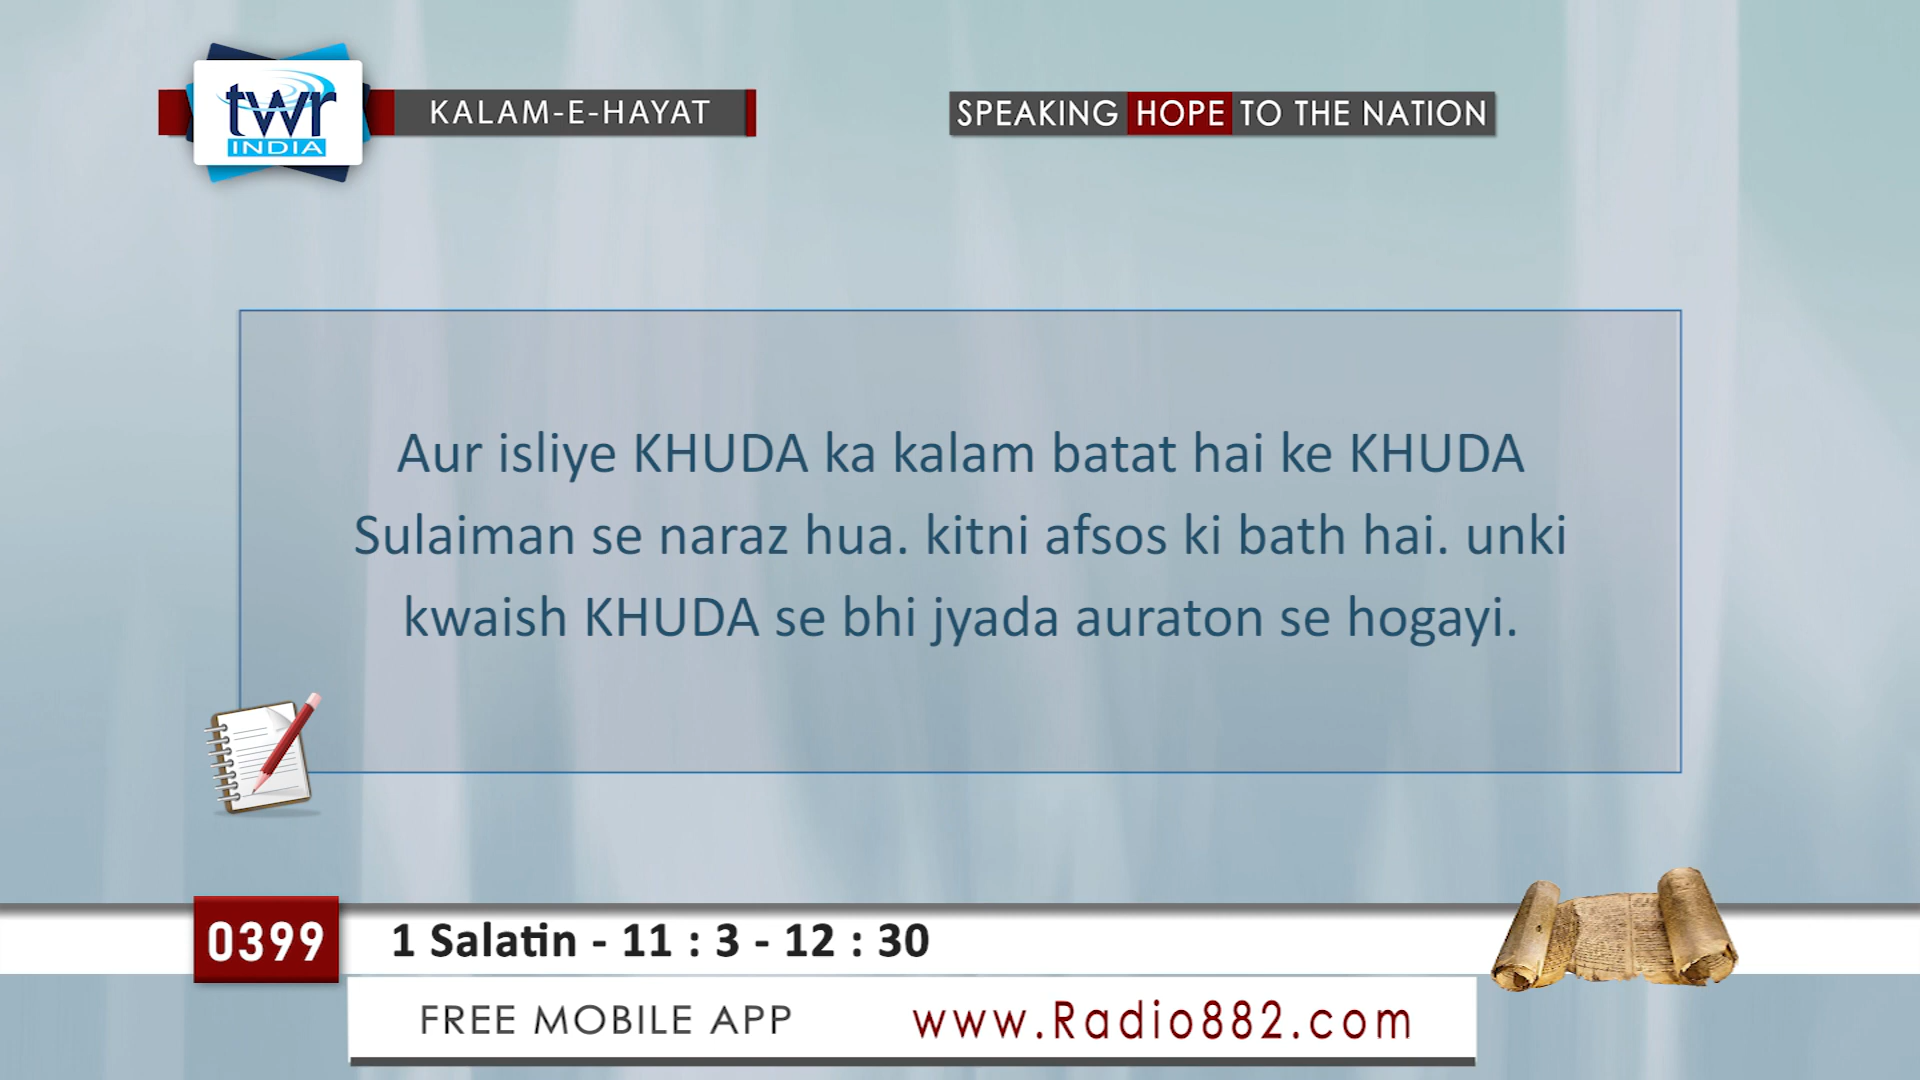 twr
INDIA
KALAM-E-HAYAT
SPEAKING HOPE TO THE NATION
Aur isliye KHUDA ka kalam batat hai ke KHUDA
Sulaiman se naraz hua. kitni afsos ki bath hai. unki
kwaish KHUDA se bhi jyada auraton se hogayi.
0399
1 Salatin - 11 : 3 - 12 : 30
FREE MOBILE APP
www.Radio882.com